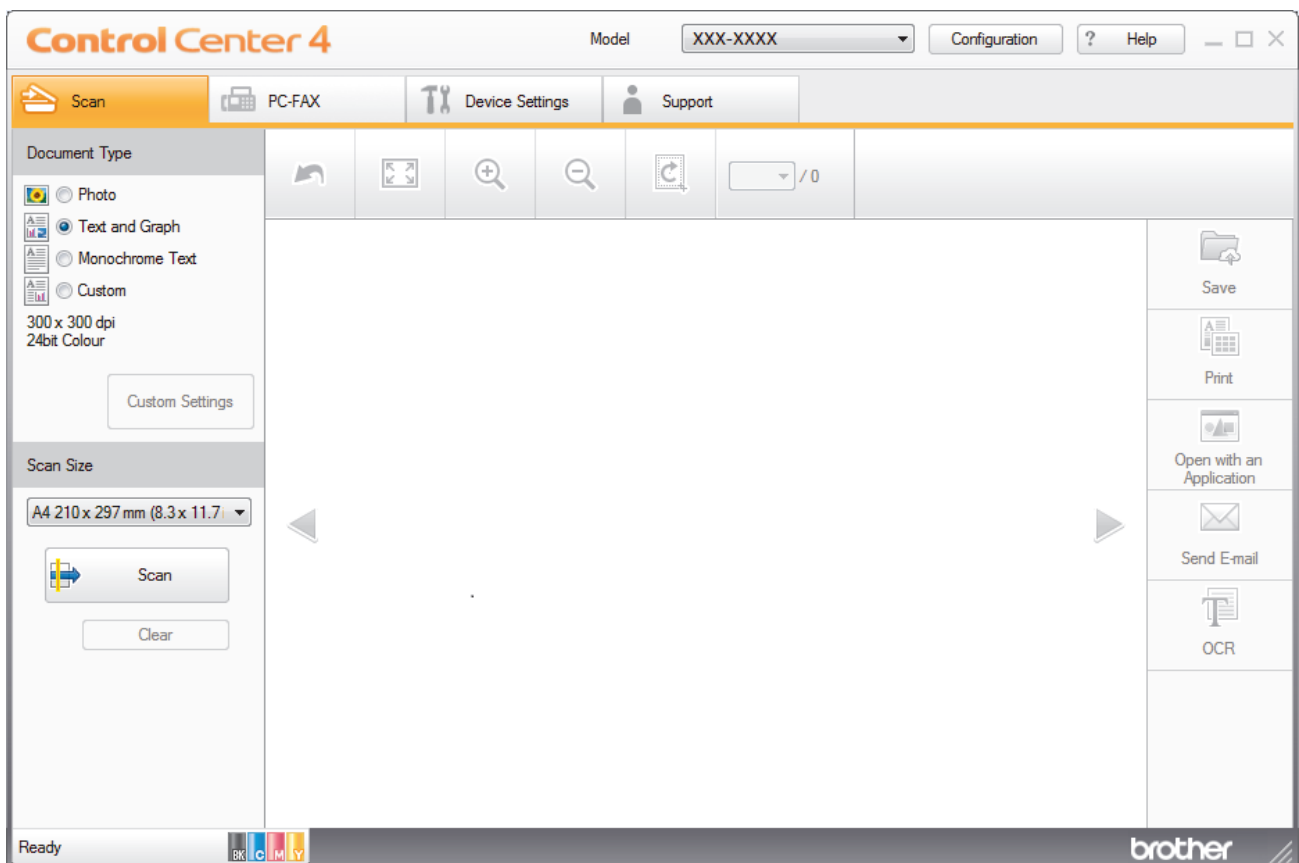 Control Center 4
Model XXX-XXXX Configuration ? Help
Scan PC-FAX Device Settings Support
Document Type
Photo
Text and Graph
Monochrome Text
Custom
300 x 300 dpi
24bit Colour
Custom Settings
Scan Size
A4 210 x 297 mm (8.3 x 11.7
Scan
Clear
/ 0
Save
Print
Open with an
Application
Send E-mail
OCR
Ready BK C M Y brother